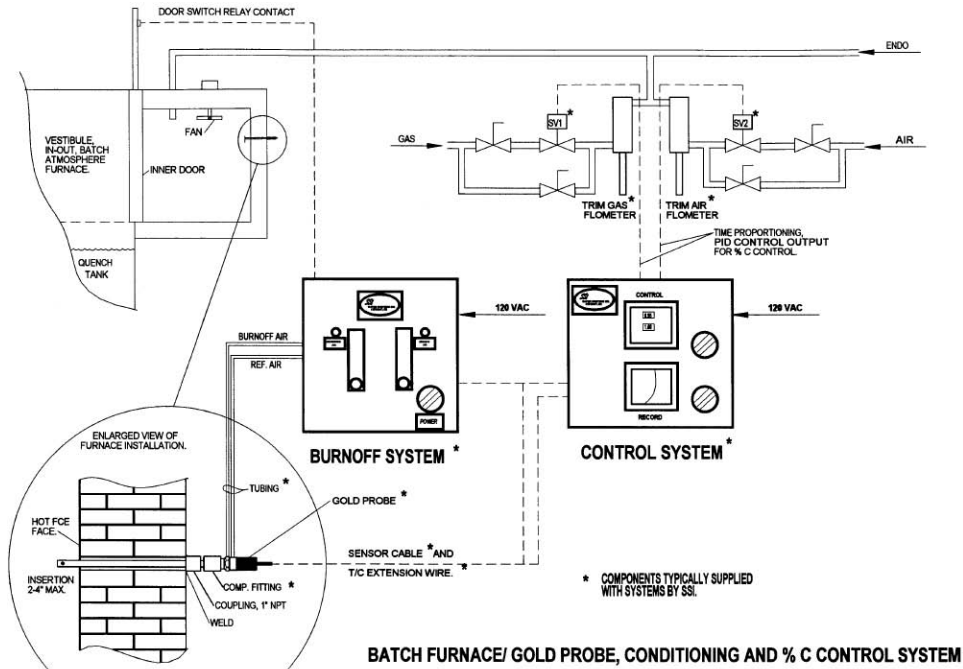 DOOR SWITCH RELAY CONTACT
ENDO
FAN
VESTIBULE,
IN-OUT, BATCH
ATMOSPHERE
FURNACE.
INNER DOOR
QUENCH
TANK
GAS
SV1 *
SV2 *
AIR
TRIM GAS *
FLOMETER
TRIM AIR *
FLOMETER
TIME PROPORTIONING,
PID CONTROL OUTPUT
FOR % C CONTROL.
BURNOFF AIR
REF. AIR
120 VAC
POWER
BURNOFF SYSTEM *
CONTROL
RECORD
120 VAC
CONTROL SYSTEM *
ENLARGED VIEW OF
FURNACE INSTALLATION.
TUBING *
GOLD PROBE *
HOT FCE
FACE.
INSERTION
2-4" MAX.
COMP. FITTING *
COUPLING, 1" NPT
WELD
SENSOR CABLE * AND
T/C EXTENSION WIRE. *
* COMPONENTS TYPICALLY SUPPLIED
WITH SYSTEMS BY SSI.
BATCH FURNACE/ GOLD PROBE, CONDITIONING AND % C CONTROL SYSTEM